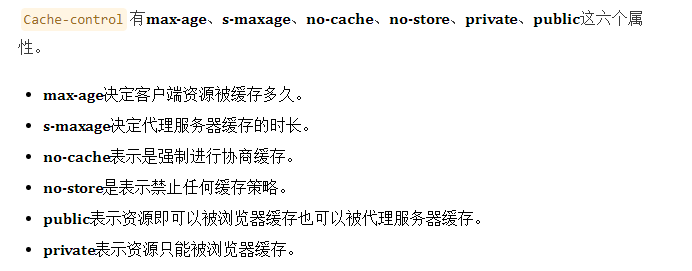 Cache-control 有max-age、s-maxage、no-cache、no-store、private、public这六个属
性。
• max-age决定客户端资源被缓存多久。
• s-maxage决定代理服务器缓存的时长。
• no-cache表示是强制进行协商缓存。
• no-store是表示禁止任何缓存策略。
• public表示资源即可以被浏览器缓存也可以被代理服务器缓存。
• private表示资源只能被浏览器缓存。